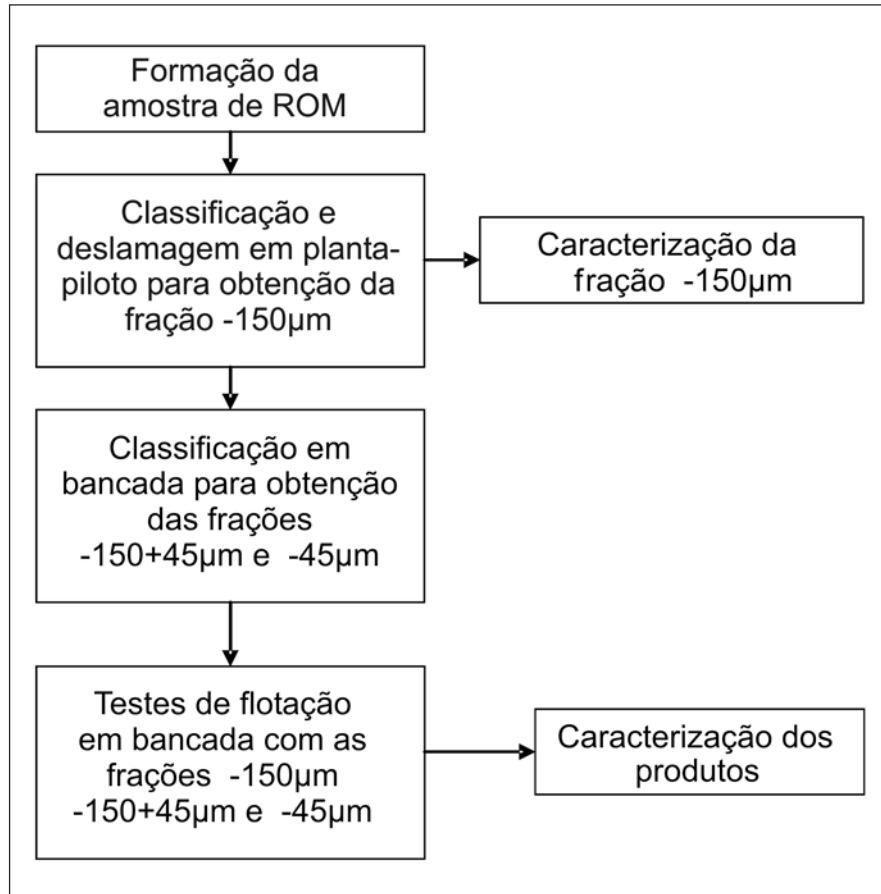 Formação da
amostra de ROM
Classificação e
deslamagem em planta-
piloto para obtenção da
fração -150µm
Caracterização da
fração -150µm
Classificação em
bancada para obtenção
das frações
-150+45µm e -45µm
Testes de flotação
em bancada com as
frações -150µm
-150+45µm e -45µm
Caracterização dos
produtos